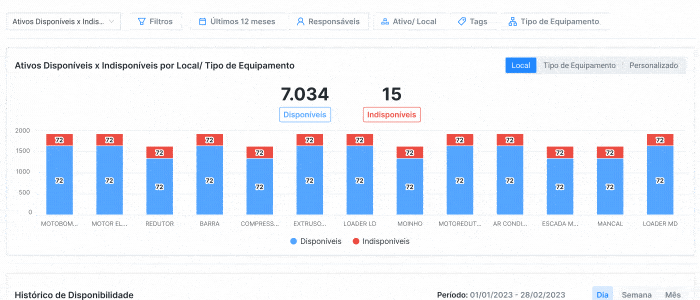 Ativos Disponíveis x Indis... Filtros Últimos 12 meses Responsáveis Ativo/ Local Tags Tipo de Equipamento
Ativos Disponíveis x Indisponíveis por Local/ Tipo de Equipamento Local Tipo de Equipamento Personalizado
7.034 15
Disponíveis Indisponíveis
2000
72 72 72 72 72 72 72 72 72 72 72 72 72
1500
1000
72 72 72 72 72 72 72 72 72 72 72 72 72
500
0
MOTOBOM... MOTOR EL... REDUTOR BARRA COMPRESS... EXTRUSO... LOADER LD MOINHO MOTOREDUT... AR CONDI... ESCADA M... MANCAL LOADER MD
Disponíveis Indisponíveis
Histórico de Disponibilidade Período: 01/01/2023 - 28/02/2023 Dia Semana Mês